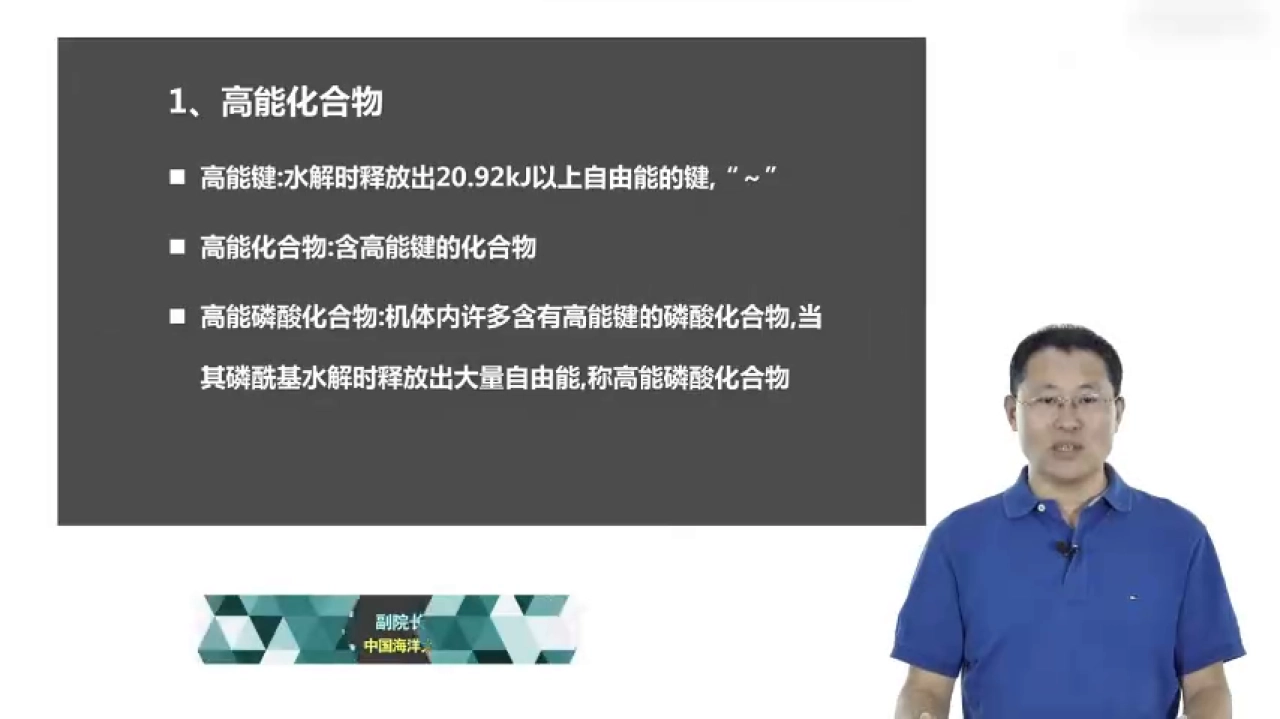 1、高能化合物
■ 高能键:水解时释放出20.92kJ以上自由能的键,“~”
■ 高能化合物:含高能键的化合物
■ 高能磷酸化合物:机体内许多含有高能键的磷酸化合物,当
其磷酰基水解时释放出大量自由能,称高能磷酸化合物
副院长
中国海洋